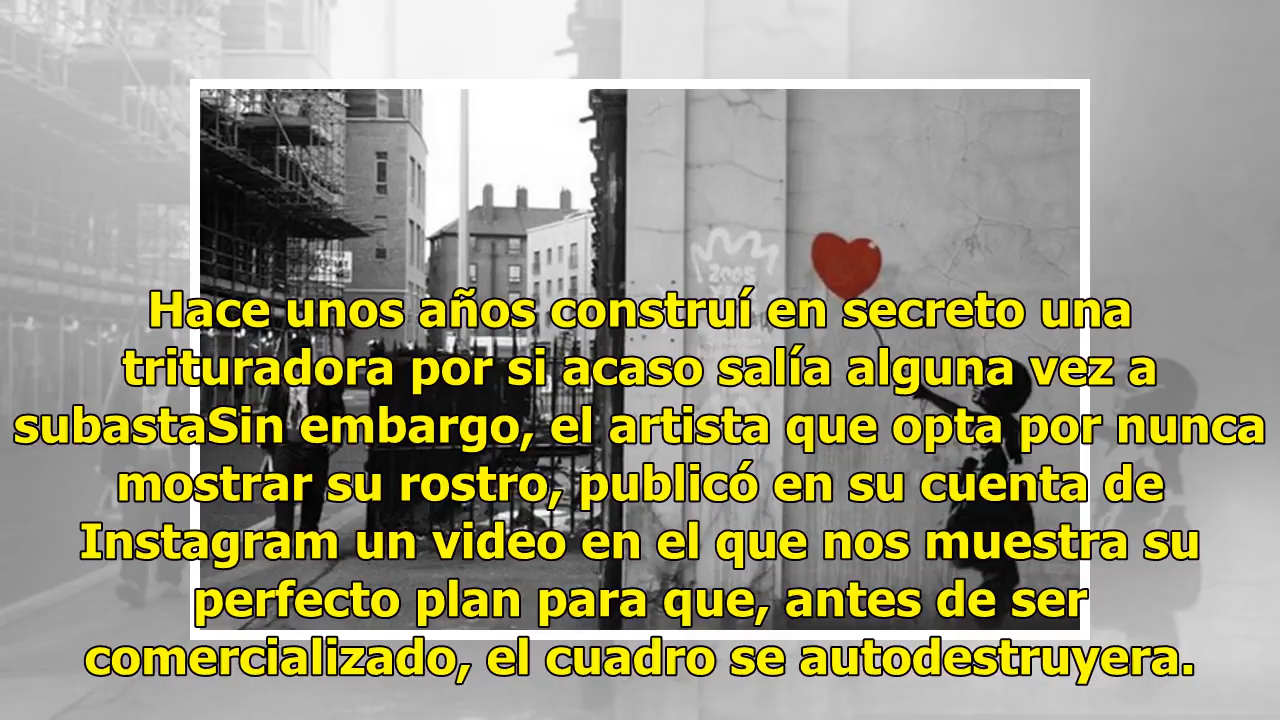 2005
Hace unos años construí en secreto una
trituradora por si acaso salía alguna vez a
subastaSin embargo, el artista que opta por nunca
mostrar su rostro, publicó en su cuenta de
Instagram un video en el que nos muestra su
perfecto plan para que, antes de ser
comercializado, el cuadro se autodestruyera.